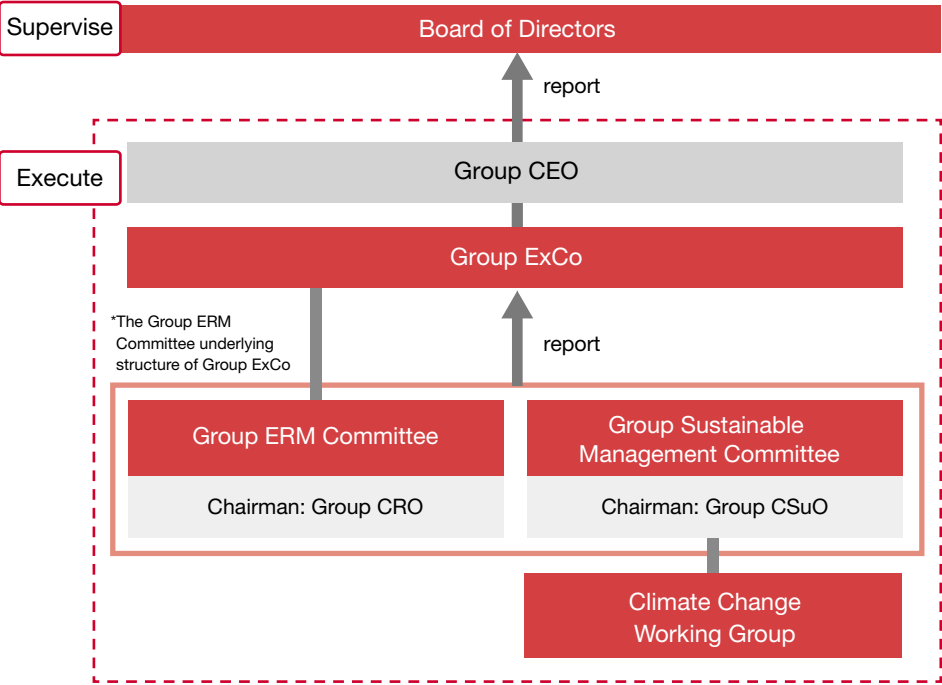 Supervise
Board of Directors
report
Execute
Group CEO
Group ExCo
*The Group ERM
Committee underlying
structure of Group ExCo
report
Group ERM Committee
Chairman: Group CRO
Group Sustainable
Management Committee
Chairman: Group CSuO
Climate Change
Working Group